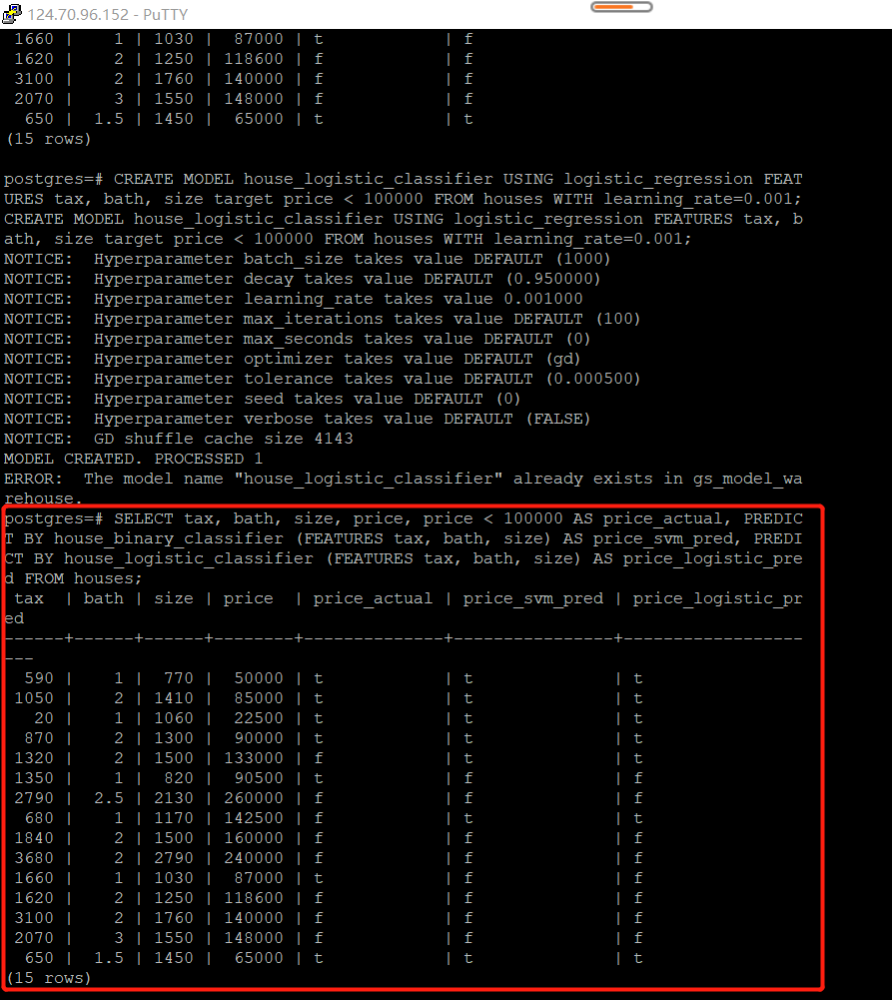 124.70.96.152 - PuTTY
1660 |    1 | 1030 |  87000 | t            | f
1620 |    2 | 1250 | 118600 | f            | f
3100 |    2 | 1760 | 140000 | f            | f
2070 |    3 | 1550 | 148000 | f            | f
650 |  1.5 | 1450 |  65000 | t            | t
(15 rows)
postgres=# CREATE MODEL house_logistic_classifier USING logistic_regression FEAT
URES tax, bath, size target price < 100000 FROM houses WITH learning_rate=0.001;
CREATE MODEL house_logistic_classifier USING logistic_regression FEATURES tax, b
ath, size target price < 100000 FROM houses WITH learning_rate=0.001;
NOTICE:  Hyperparameter batch_size takes value DEFAULT (1000)
NOTICE:  Hyperparameter decay takes value DEFAULT (0.950000)
NOTICE:  Hyperparameter learning_rate takes value 0.001000
NOTICE:  Hyperparameter max_iterations takes value DEFAULT (100)
NOTICE:  Hyperparameter max_seconds takes value DEFAULT (0)
NOTICE:  Hyperparameter optimizer takes value DEFAULT (gd)
NOTICE:  Hyperparameter tolerance takes value DEFAULT (0.000500)
NOTICE:  Hyperparameter seed takes value DEFAULT (0)
NOTICE:  Hyperparameter verbose takes value DEFAULT (FALSE)
NOTICE:  GD shuffle cache size 4143
MODEL CREATED. PROCESSED 1
ERROR:  The model name "house_logistic_classifier" already exists in gs_model_wa
rehouse.
postgres=# SELECT tax, bath, size, price, price < 100000 AS price_actual, PREDIC
T BY house_binary_classifier (FEATURES tax, bath, size) AS price_svm_pred, PREDI
CT BY house_logistic_classifier (FEATURES tax, bath, size) AS price_logistic_pre
d FROM houses;
tax  | bath | size | price  | price_actual | price_svm_pred | price_logistic_pr
ed
------+------+------+--------+--------------+----------------+------------------
---
590 |    1 |  770 |  50000 | t            | t              | t
1050 |    2 | 1410 |  85000 | t            | t              | t
20 |    1 | 1060 |  22500 | t            | t              | t
870 |    2 | 1300 |  90000 | t            | t              | t
1320 |    2 | 1500 | 133000 | f            | t              | t
1350 |    1 |  820 |  90500 | t            | f              | f
2790 |  2.5 | 2130 | 260000 | f            | f              | f
680 |    1 | 1170 | 142500 | f            | t              | t
1840 |    2 | 1500 | 160000 | f            | f              | f
3680 |    2 | 2790 | 240000 | f            | f              | f
1660 |    1 | 1030 |  87000 | t            | f              | f
1620 |    2 | 1250 | 118600 | f            | f              | f
3100 |    2 | 1760 | 140000 | f            | f              | f
2070 |    3 | 1550 | 148000 | f            | f              | f
650 |  1.5 | 1450 |  65000 | t            | t              | t
(15 rows)